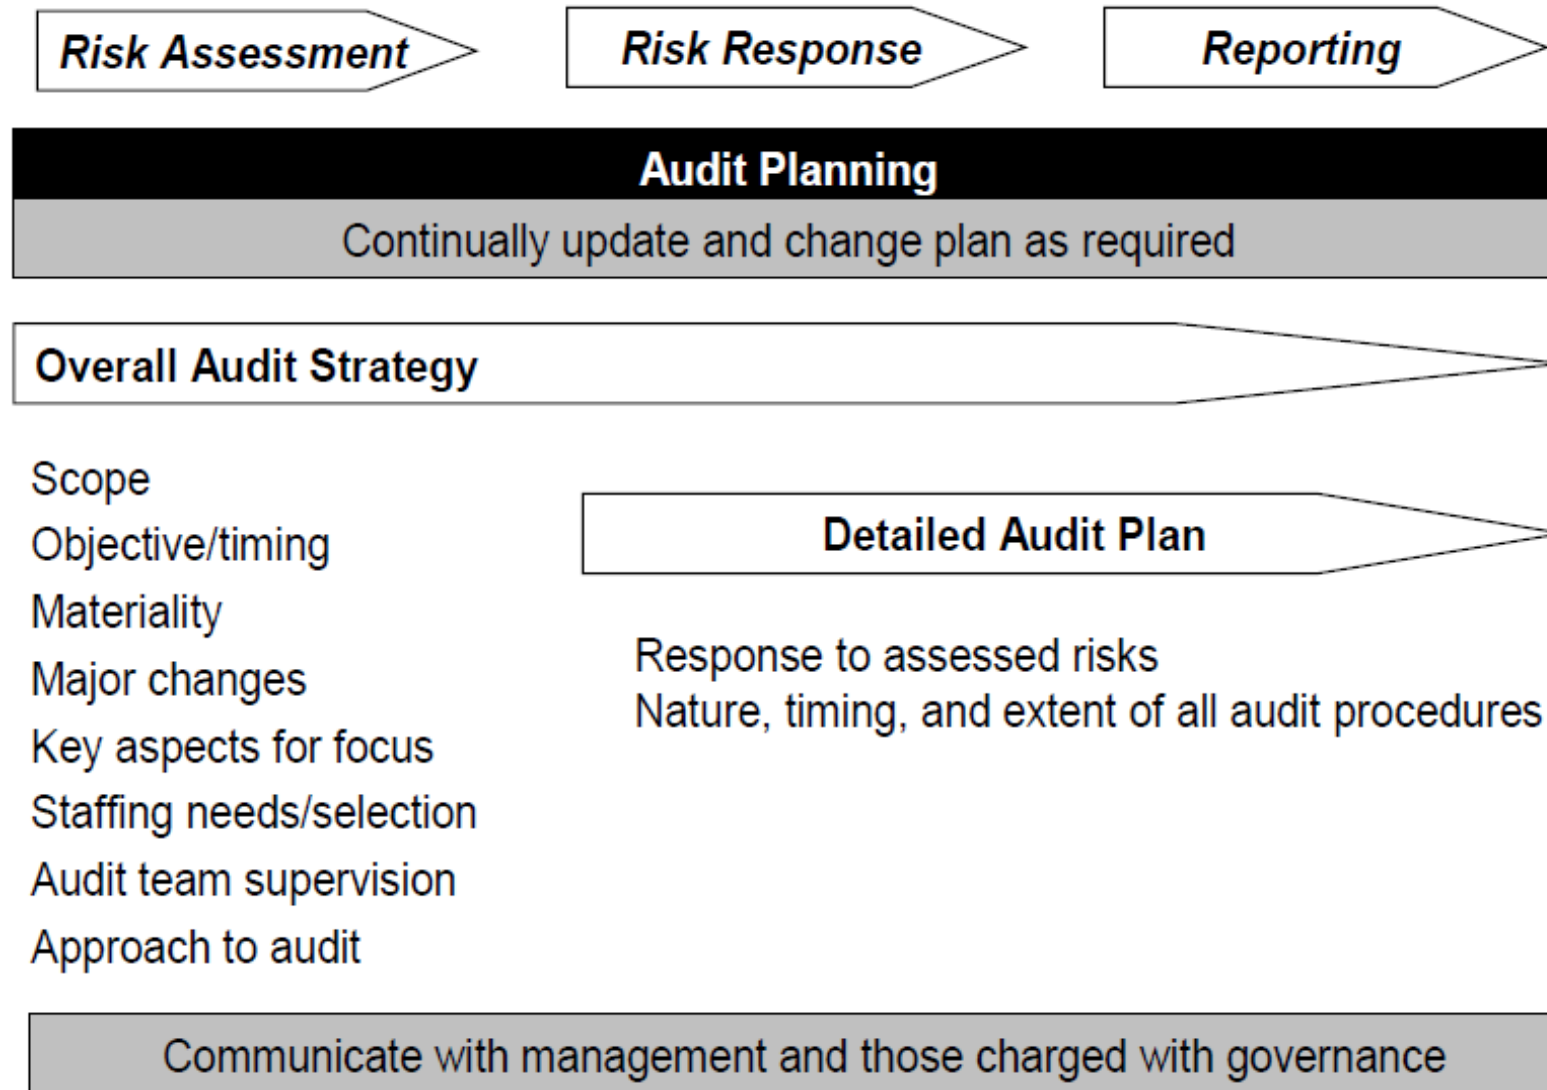 Risk Assessment
Risk Response
Reporting
Audit Planning
Continually update and change plan as required
Overall Audit Strategy
Scope
Objective/timing
Materiality
Major changes
Key aspects for focus
Staffing needs/selection
Audit team supervision
Approach to audit
Detailed Audit Plan
Response to assessed risks
Nature, timing, and extent of all audit procedures
Communicate with management and those charged with governance